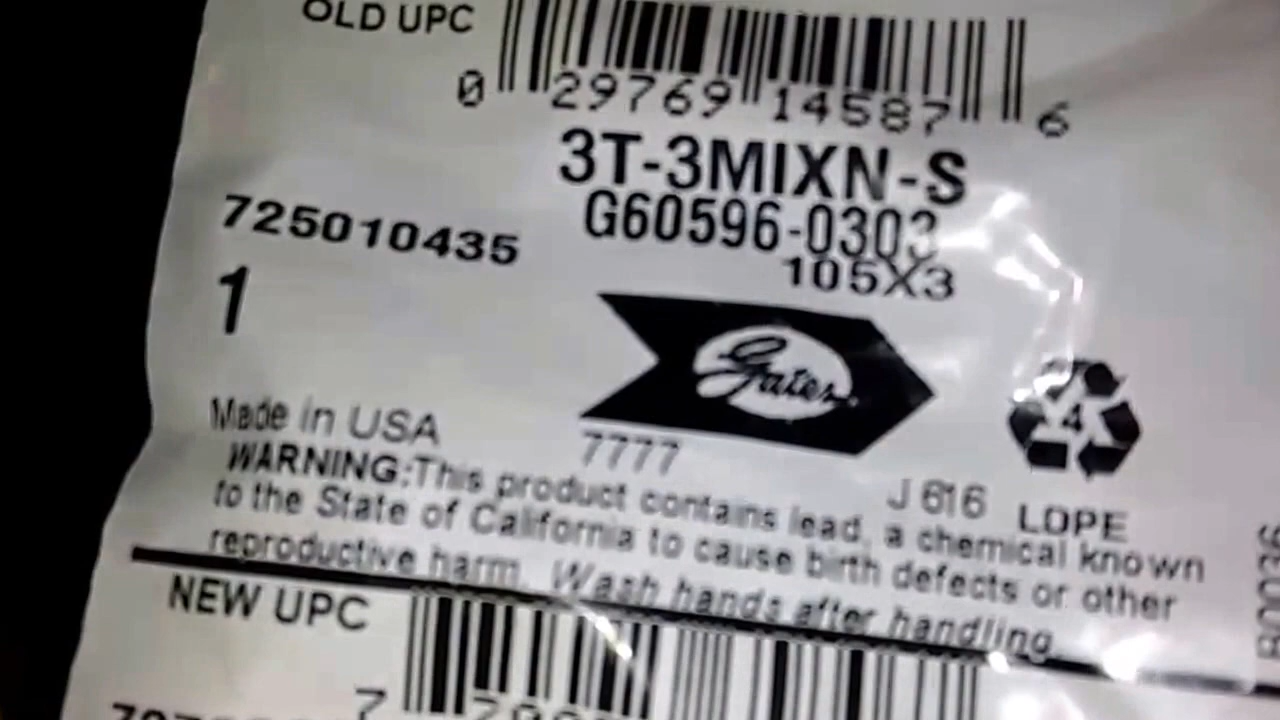 OLD UPC
0 29769 14587 6
3T-3MIXN-S
G60596-0303
725010435
105X3
1
Gates
Made in USA
7777
4
J 616
LDPE
WARNING:This product contains lead, a chemical known
to the State of California to cause birth defects or other
reproductive harm. Wash hands after handling.
NEW UPC
7